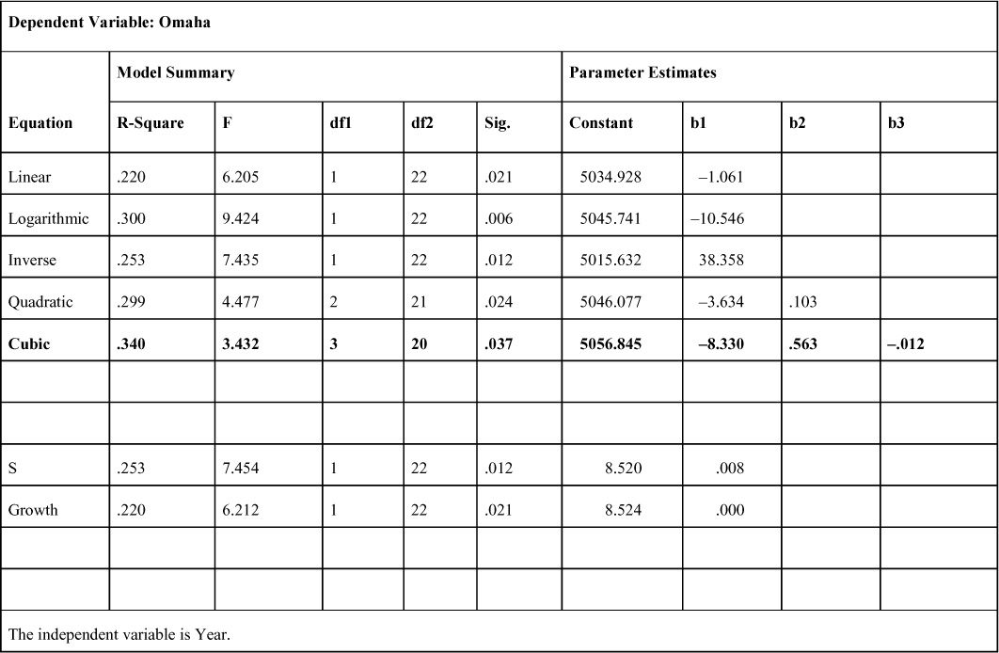 Dependent Variable: Omaha
Model Summary Parameter Estimates
Equation R-Square F df1 df2 Sig. Constant b1 b2 b3
Linear .220 6.205 1 22 .021 5034.928 –1.061
Logarithmic .300 9.424 1 22 .006 5045.741 –10.546
Inverse .253 7.435 1 22 .012 5015.632 38.358
Quadratic .299 4.477 2 21 .024 5046.077 –3.634 .103
Cubic .340 3.432 3 20 .037 5056.845 –8.330 .563 –.012
S .253 7.454 1 22 .012 8.520 .008
Growth .220 6.212 1 22 .021 8.524 .000
The independent variable is Year.